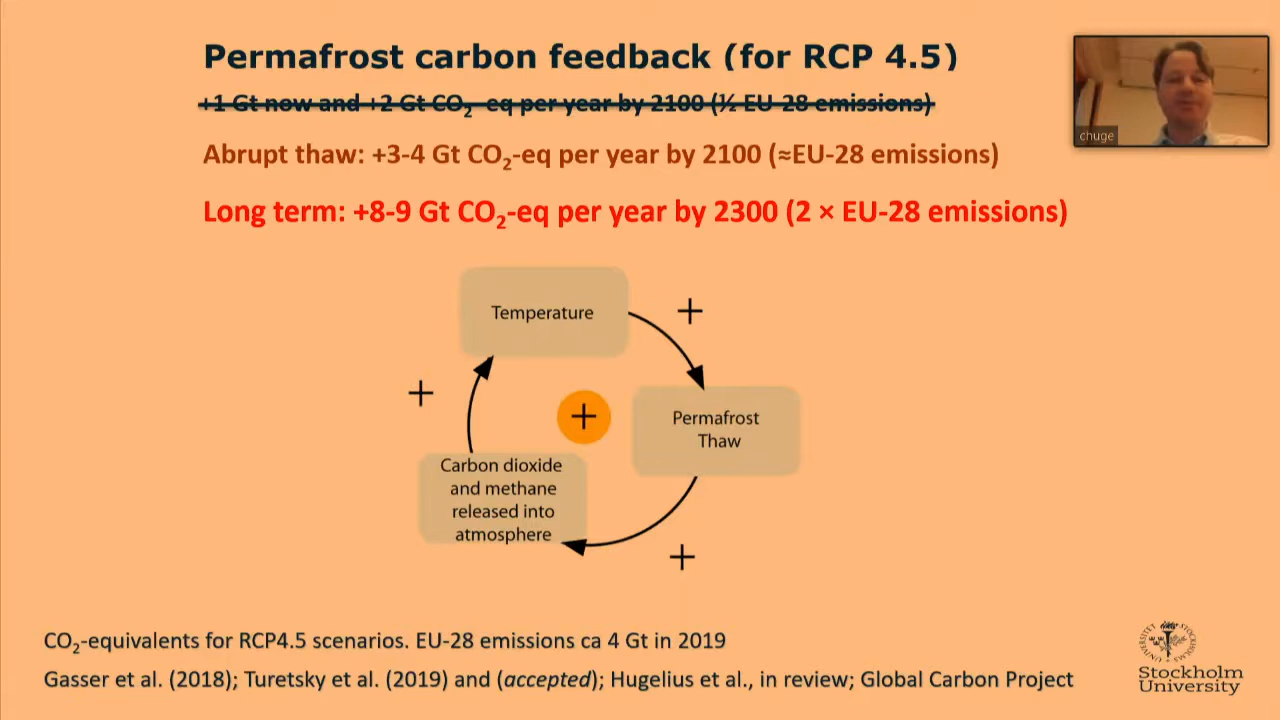 Permafrost carbon feedback (for RCP 4.5)
+1 Gt now and +2 Gt CO₂- eq per year by 2100 (½ EU-28 emissions)
chuge
Abrupt thaw: +3-4 Gt CO₂-eq per year by 2100 (≈EU-28 emissions)
Long term: +8-9 Gt CO₂-eq per year by 2300 (2 × EU-28 emissions)
Temperature
+
+
+
Permafrost
Thaw
Carbon dioxide
and methane
released into
atmosphere
+
CO₂-equivalents for RCP4.5 scenarios. EU-28 emissions ca 4 Gt in 2019
Gasser et al. (2018); Turetsky et al. (2019) and (accepted); Hugelius et al., in review; Global Carbon Project
Stockholm
University